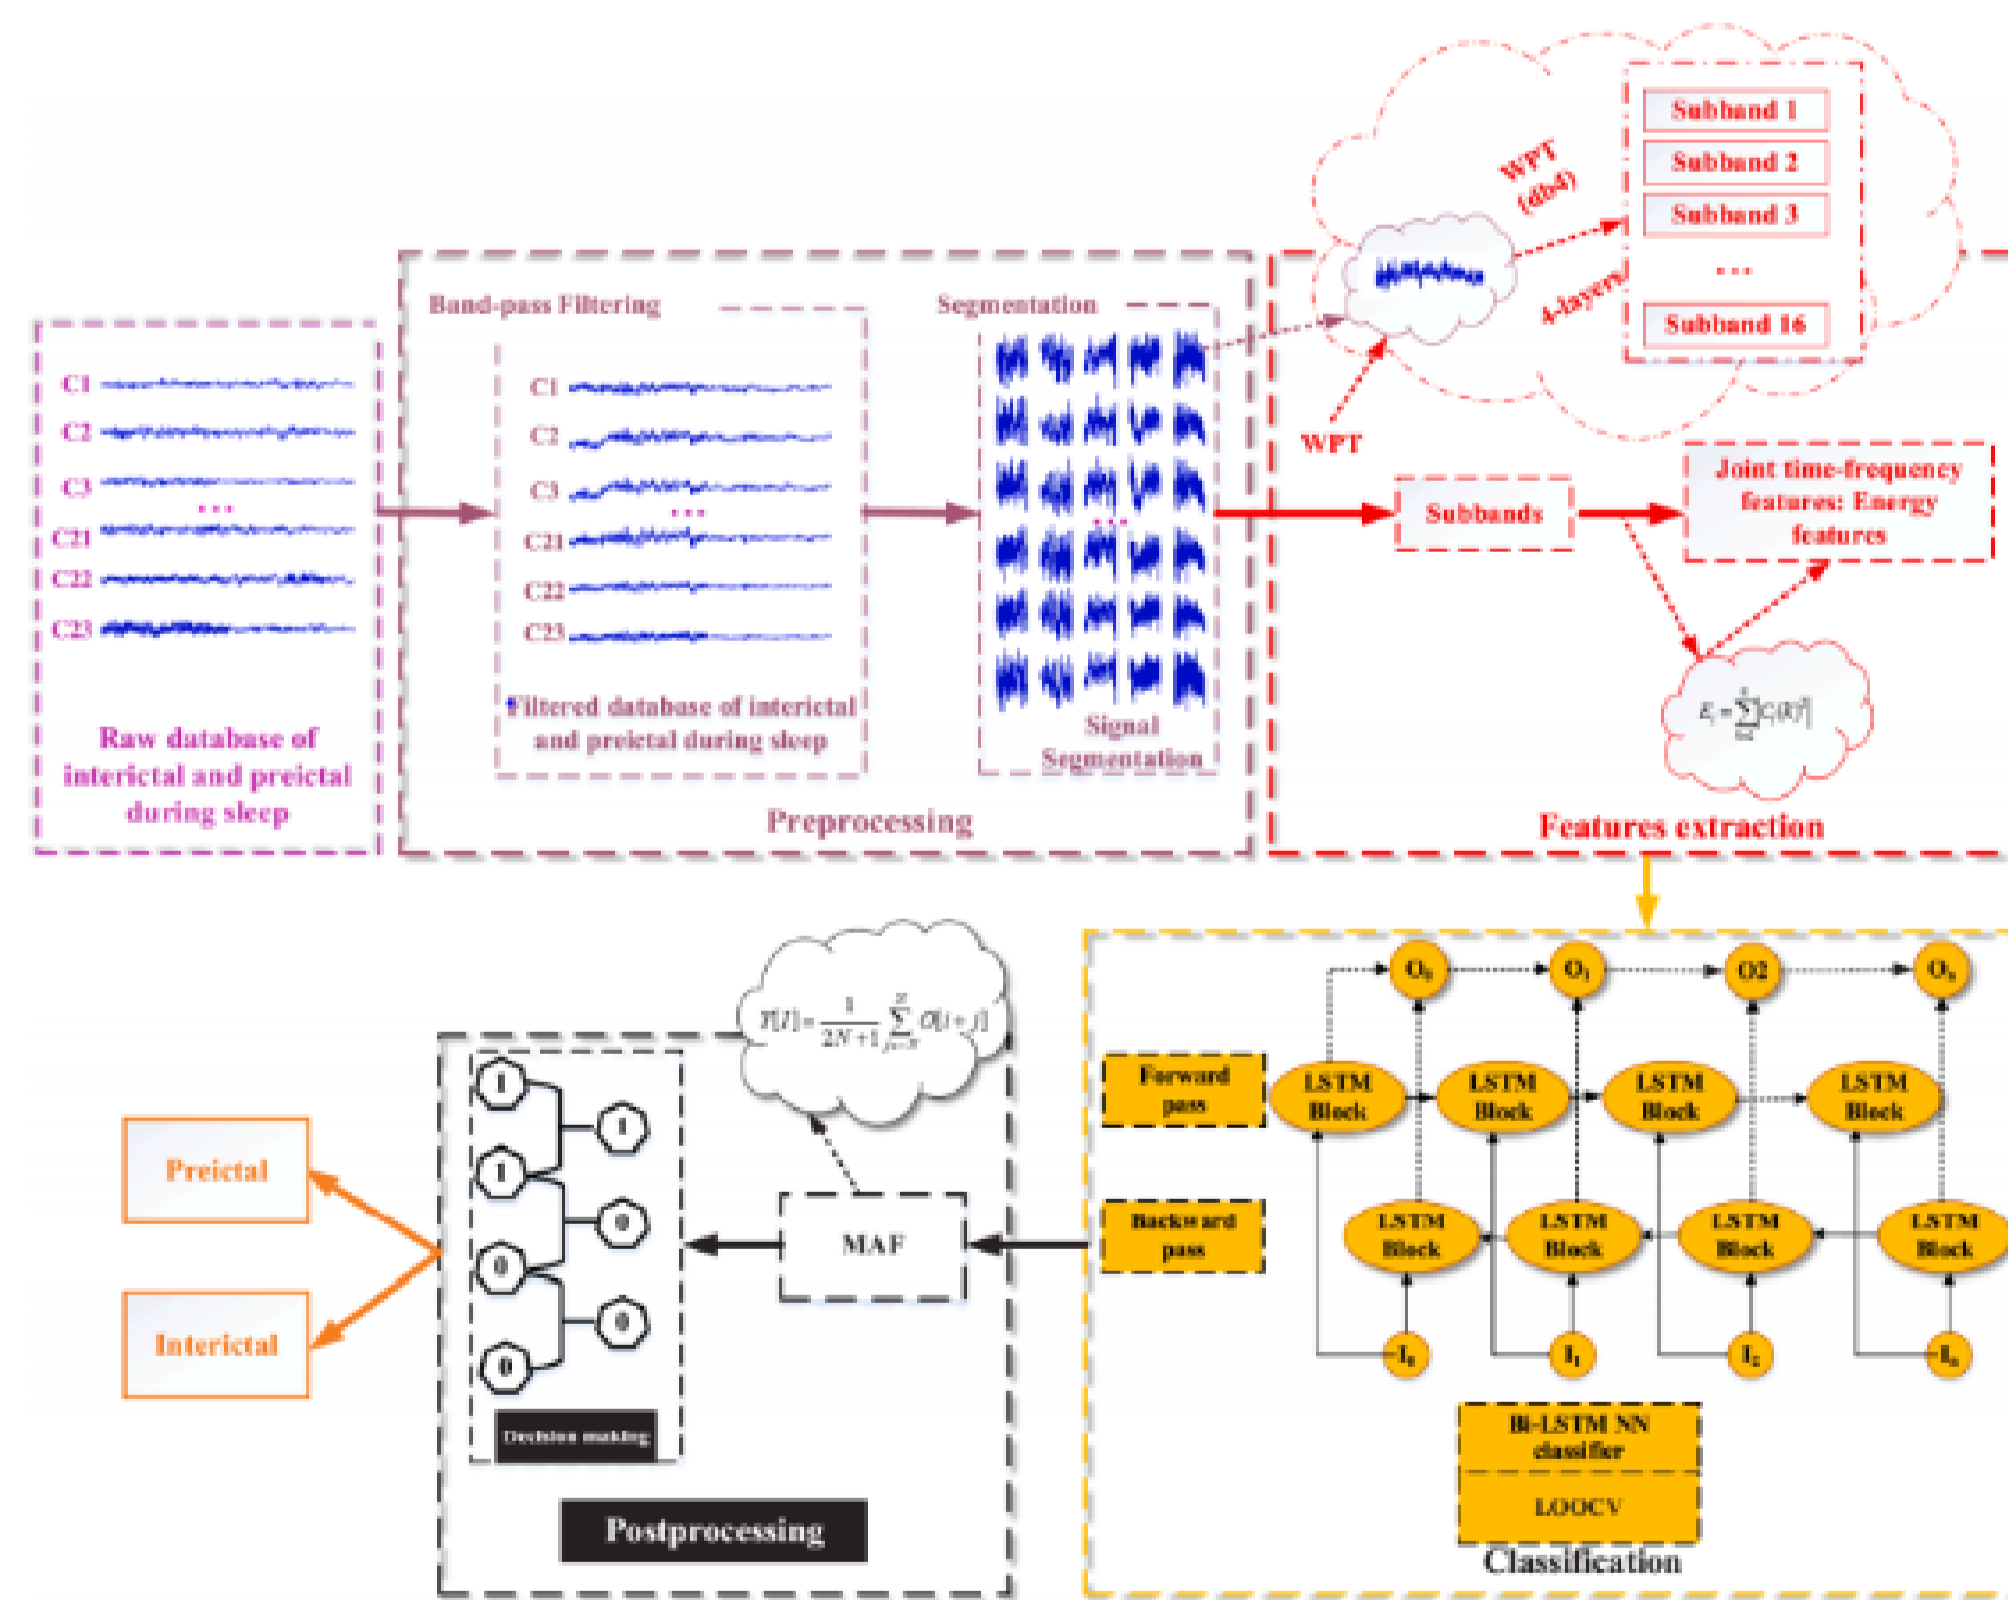 C1
C2
C3
...
C21
C22
C23
Raw database of
interictal and preictal
during sleep
Band-pass Filtering
C1
C2
C3
...
C21
C22
C23
Filtered database of interictal
and preictal during sleep
Segmentation
...
Signal
Segmentation
Preprocessing
WPT
(db4)
4-layers
Subband 1
Subband 2
Subband 3
...
Subband 16
WPT
Subbands
Joint time-frequency
features: Energy
features
Features extraction
O₀
O₁
O2
Oₙ
Forward
pass
LSTM
Block
LSTM
Block
LSTM
Block
LSTM
Block
Backward
pass
LSTM
Block
LSTM
Block
LSTM
Block
LSTM
Block
I₀
I₁
I₂
Iₙ
Bi-LSTM NN
classifier
LOOCV
Classification
MAF
1
1
0
0
1
0
0
Decision making
Postprocessing
Preictal
Interictal